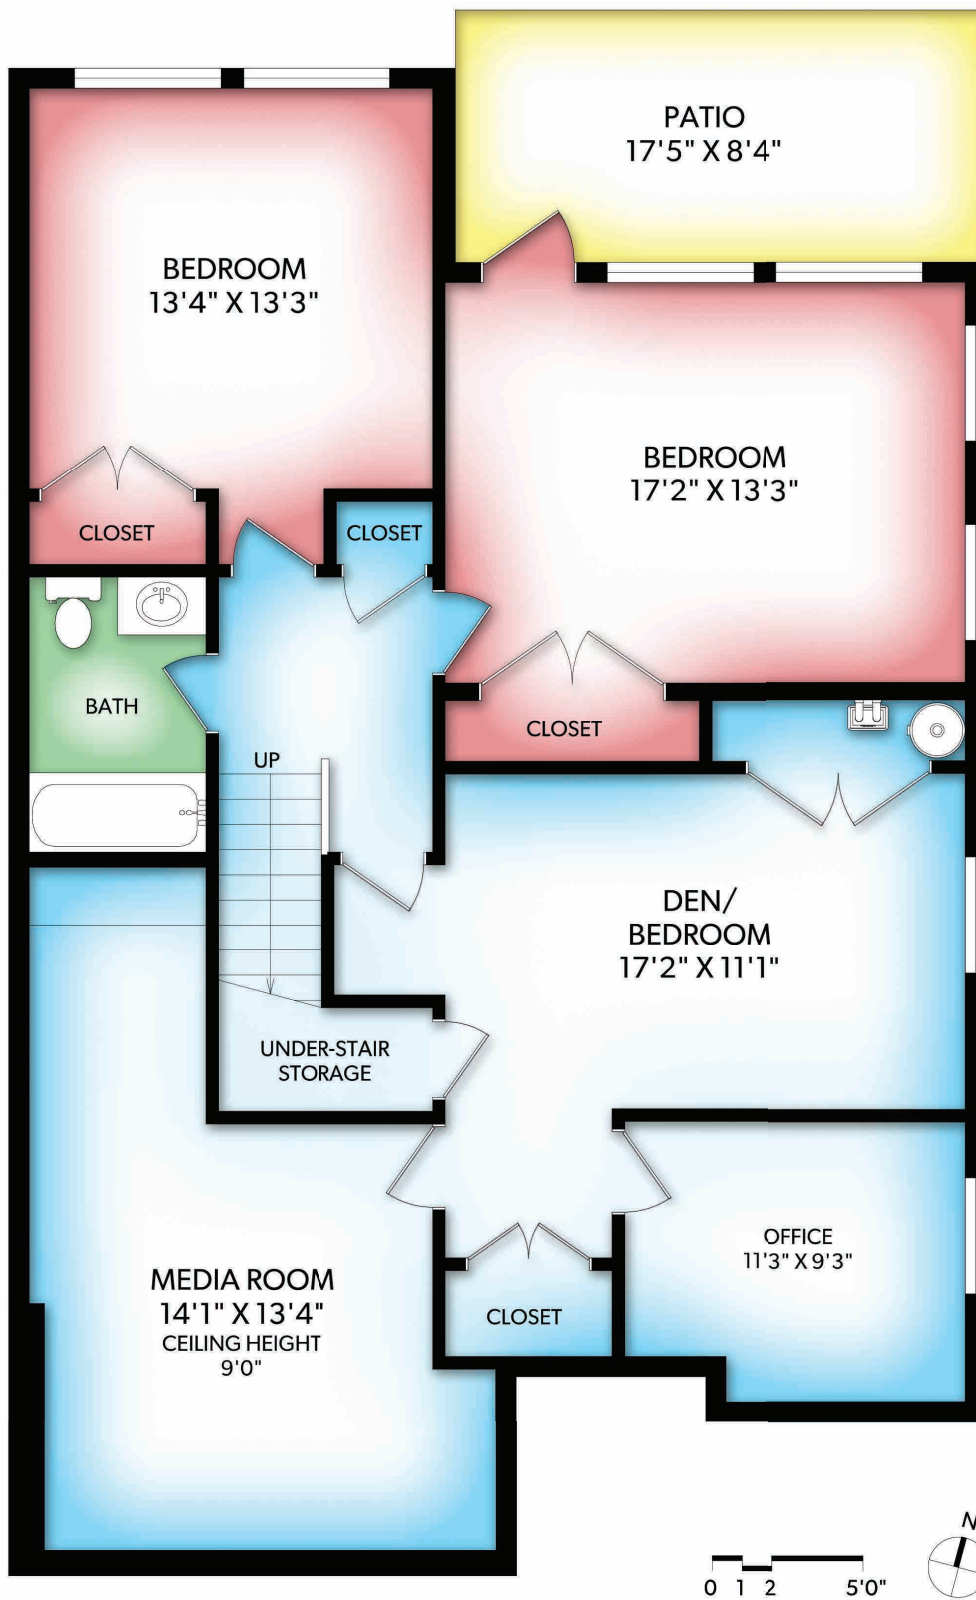 PATIO
17'5" X 8'4"
BEDROOM
13'4" X 13'3"
BEDROOM
17'2" X 13'3"
CLOSET
CLOSET
BATH
CLOSET
UP
DEN/
BEDROOM
17'2" X 11'1"
UNDER-STAIR
STORAGE
OFFICE
11'3" X 9'3"
MEDIA ROOM
14'1" X 13'4"
CEILING HEIGHT
9'0"
CLOSET
N
0 1 2 5'0"